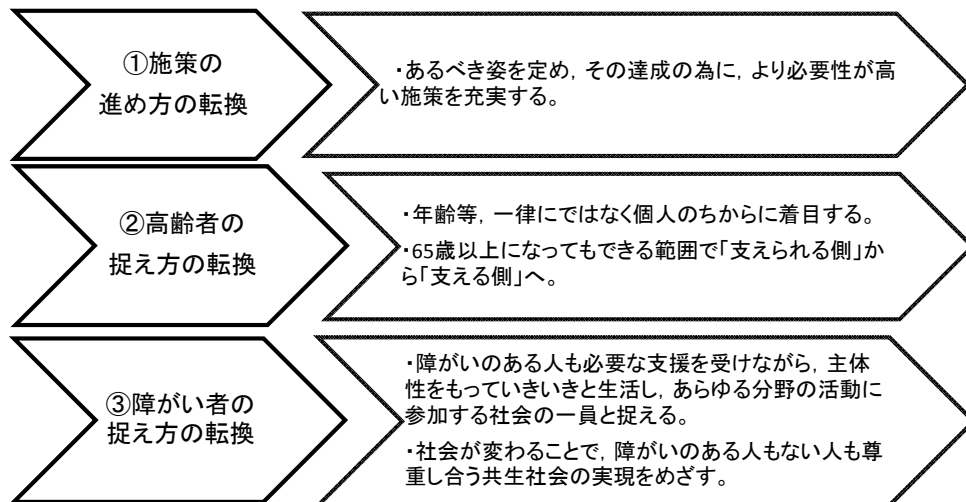 ①施策の
進め方の転換
・あるべき姿を定め，その達成の為に，より必要性が高
い施策を充実する。
②高齢者の
捉え方の転換
・年齢等，一律にではなく個人のちからに着目する。
・65歳以上になってもできる範囲で「支えられる側」か
ら「支える側」へ。
③障がい者の
捉え方の転換
・障がいのある人も必要な支援を受けながら，主体
性をもっていきいきと生活し，あらゆる分野の活動に
参加する社会の一員と捉える。
・社会が変わることで，障がいのある人もない人も尊
重し合う共生社会の実現をめざす。